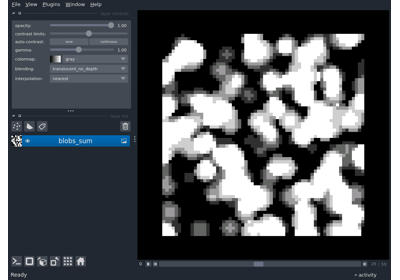 File View Plugins Window Help
opacity: 1.00
contrast limits:
auto-contrast: once continuous
gamma: 1.00
colormap: gray
blending: translucent_no_depth
interpolation: nearest
blobs_sum
Ready
activity